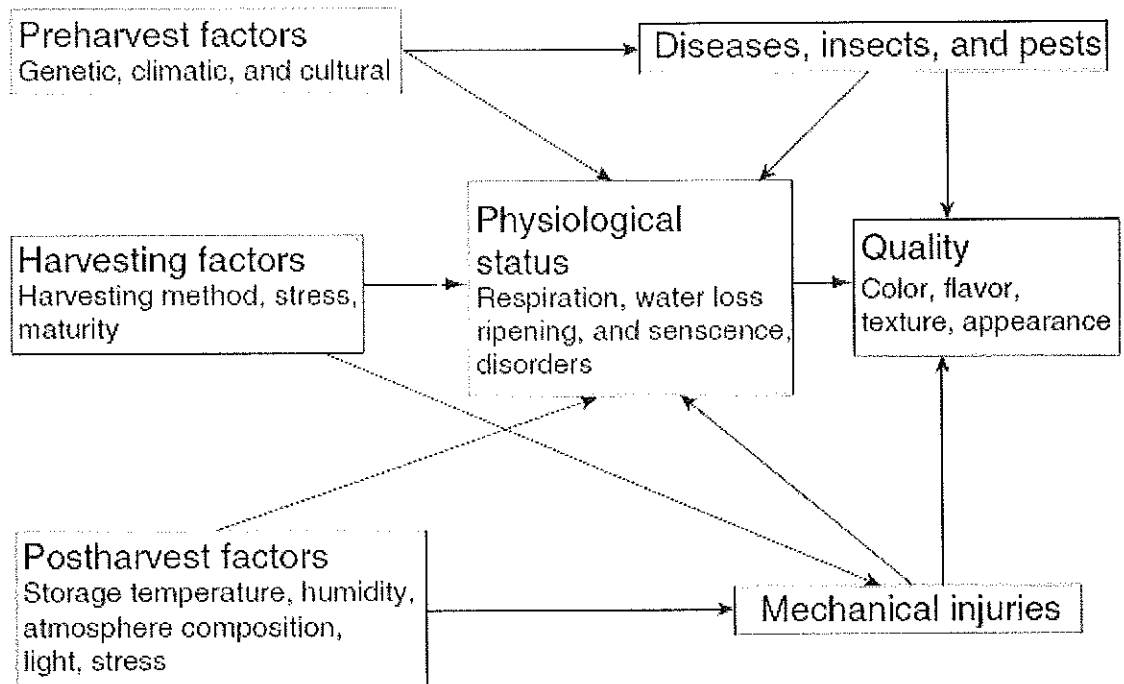 Preharvest factors
Genetic, climatic, and cultural
Diseases, insects, and pests
Physiological
status
Respiration, water loss
ripening, and senscence,
disorders
Harvesting factors
Harvesting method, stress,
maturity
Quality
Color, flavor,
texture, appearance
Postharvest factors
Storage temperature, humidity,
atmosphere composition,
light, stress
Mechanical injuries